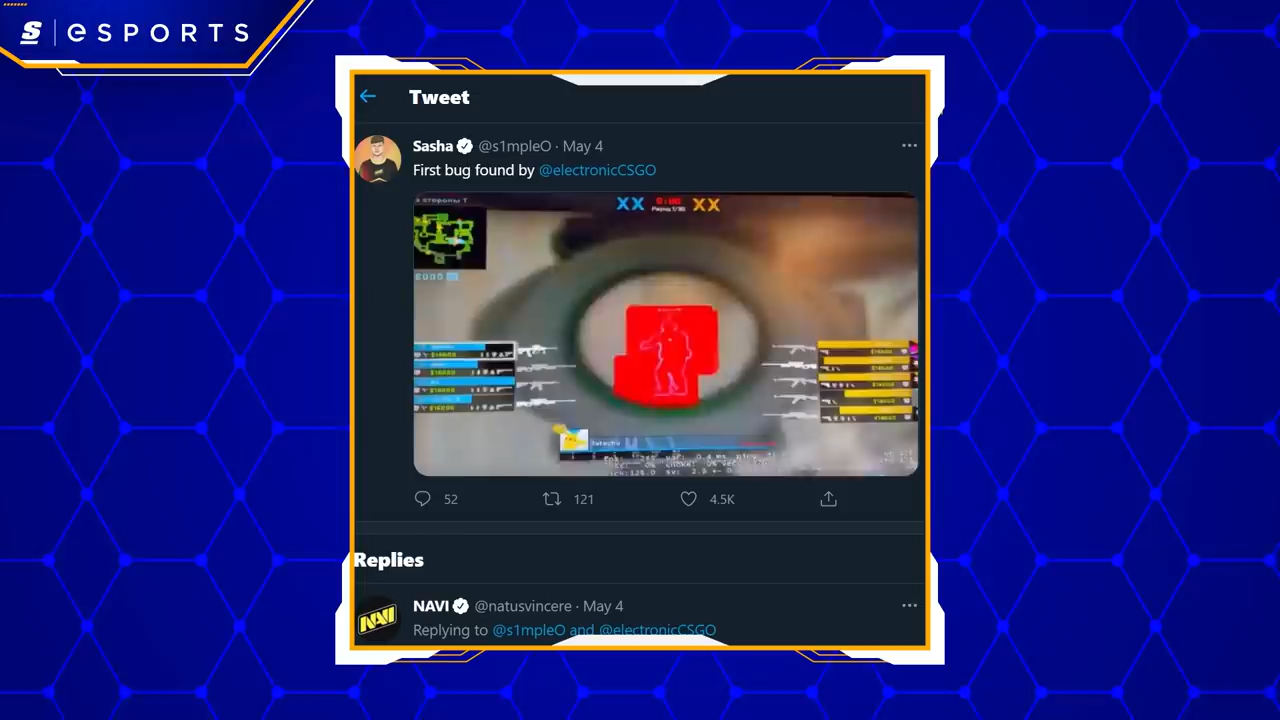 S | eSPORTS
Tweet
Sasha @s1mpleO · May 4
First bug found by @electronicCSGO
XX XX
52 121 4.5K
Replies
NAVI @natusvincere · May 4
NAVI
Replying to @s1mpleO and @electronicCSGO